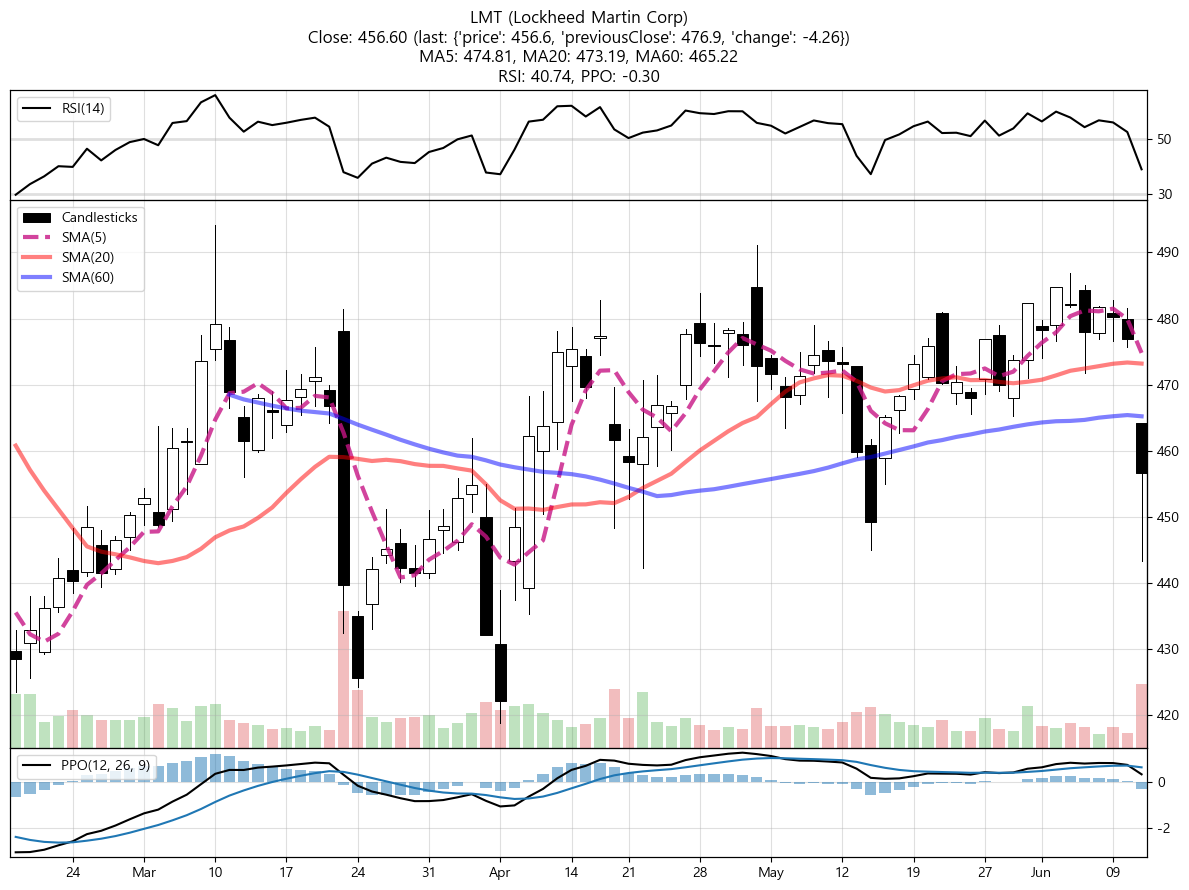 LMT (Lockheed Martin Corp)
Close: 456.60 (last: {'price': 456.6, 'previousClose': 476.9, 'change': -4.26})
MA5: 474.81, MA20: 473.19, MA60: 465.22
RSI: 40.74, PPO: -0.30
RSI(14)
50
30
Candlesticks
SMA(5)
SMA(20)
SMA(60)
490
480
470
460
450
440
430
420
PPO(12, 26, 9)
0
-2
24 Mar 10 17 24 31 Apr 14 21 28 May 12 19 27 Jun 09